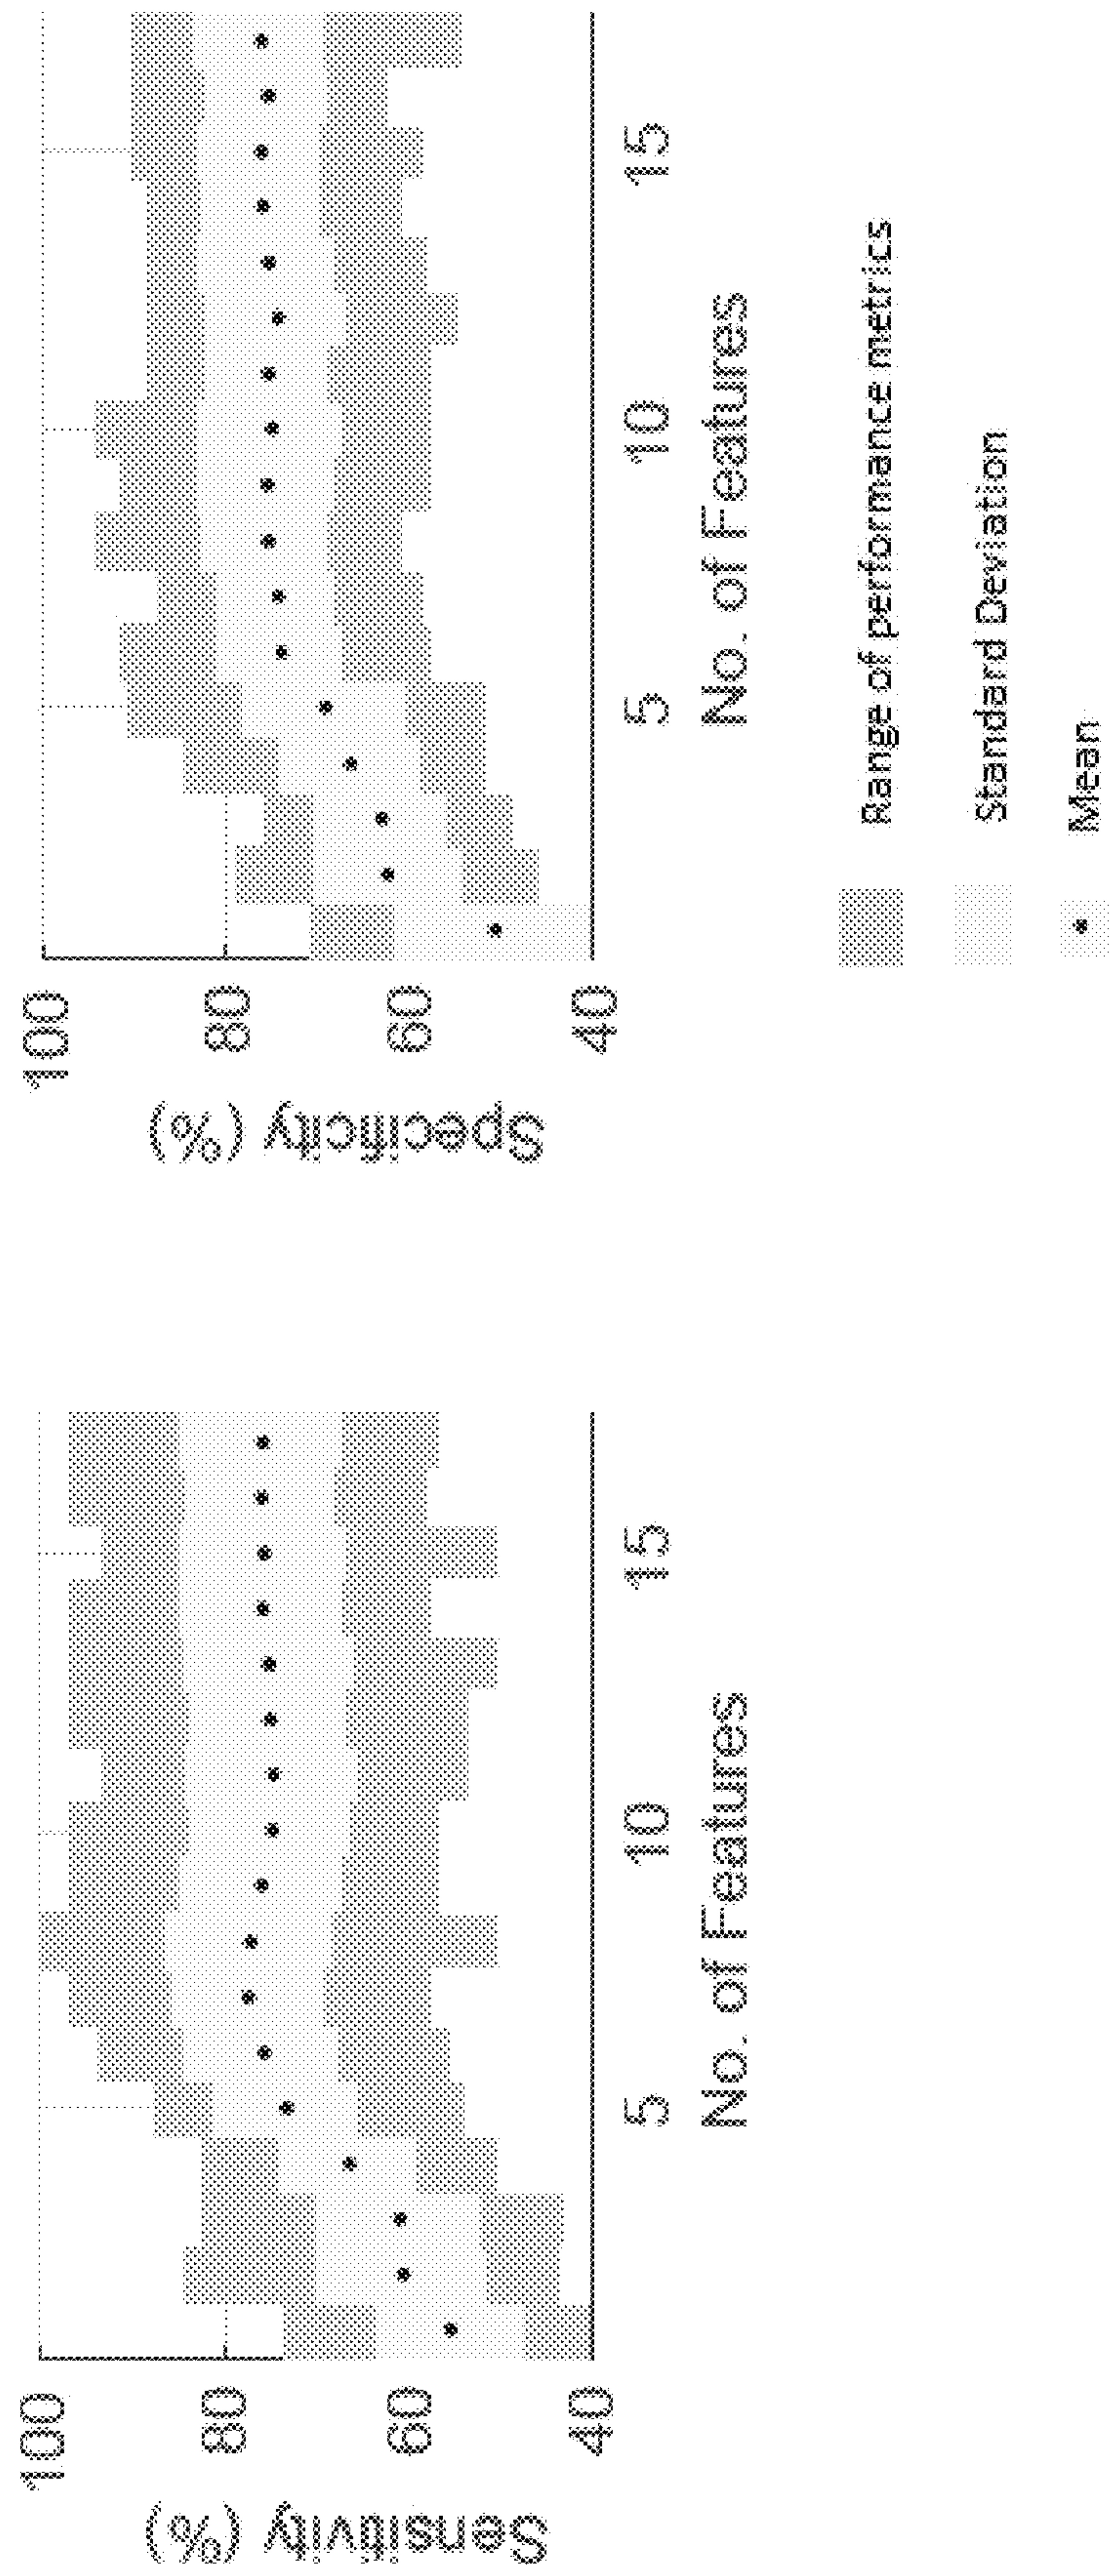 Sensitivity (%)
100
80
60
40
5
10
15
No. of Features
Specificity (%)
100
80
60
40
5
10
15
No. of Features
Range of performance metrics
Standard Deviation
Mean